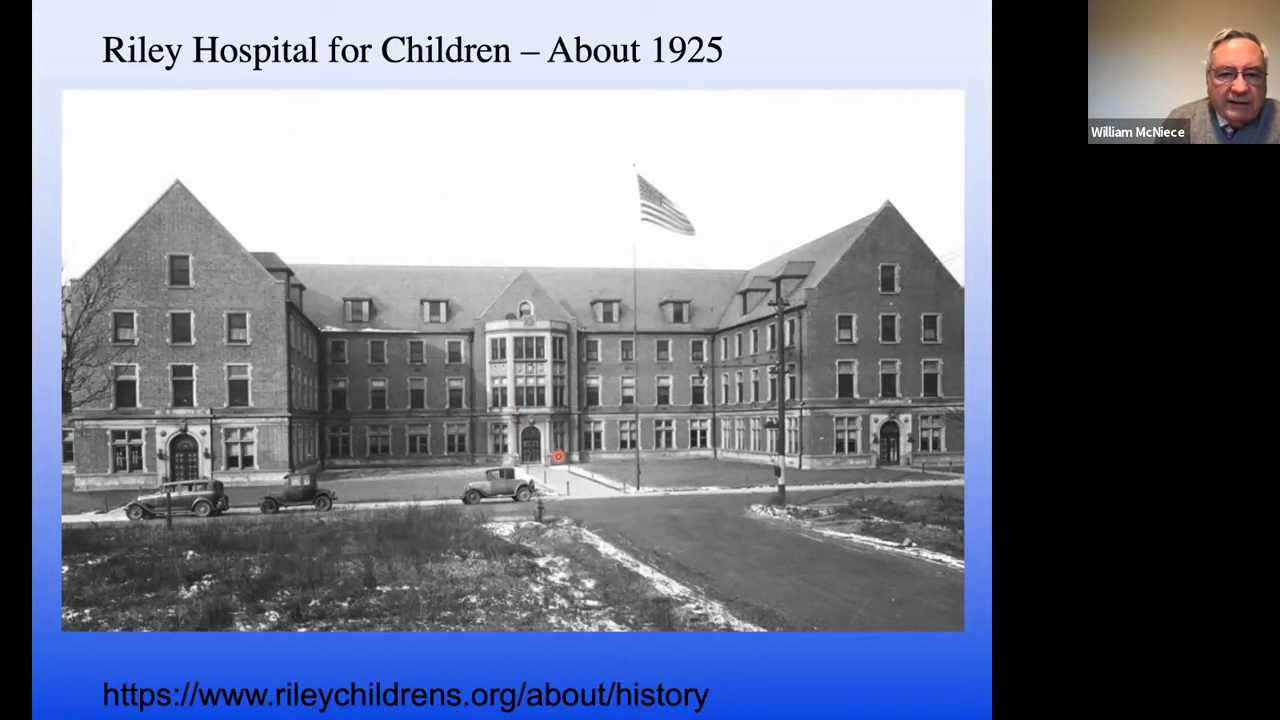 Riley Hospital for Children – About 1925
William McNiece
https://www.rileychildrens.org/about/history